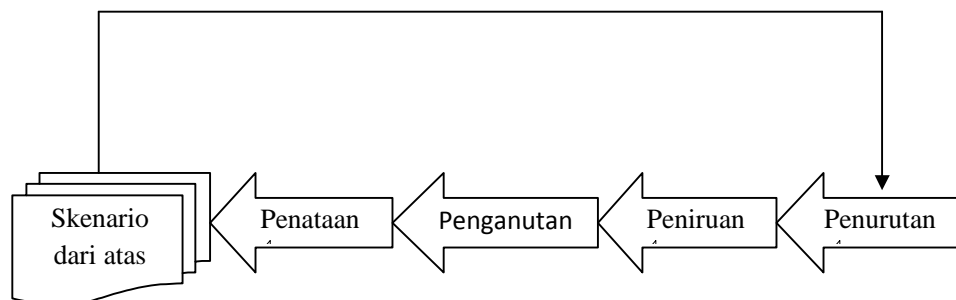 Skenario
dari atas
Penataan
Penganutan
Peniruan
Penurutan